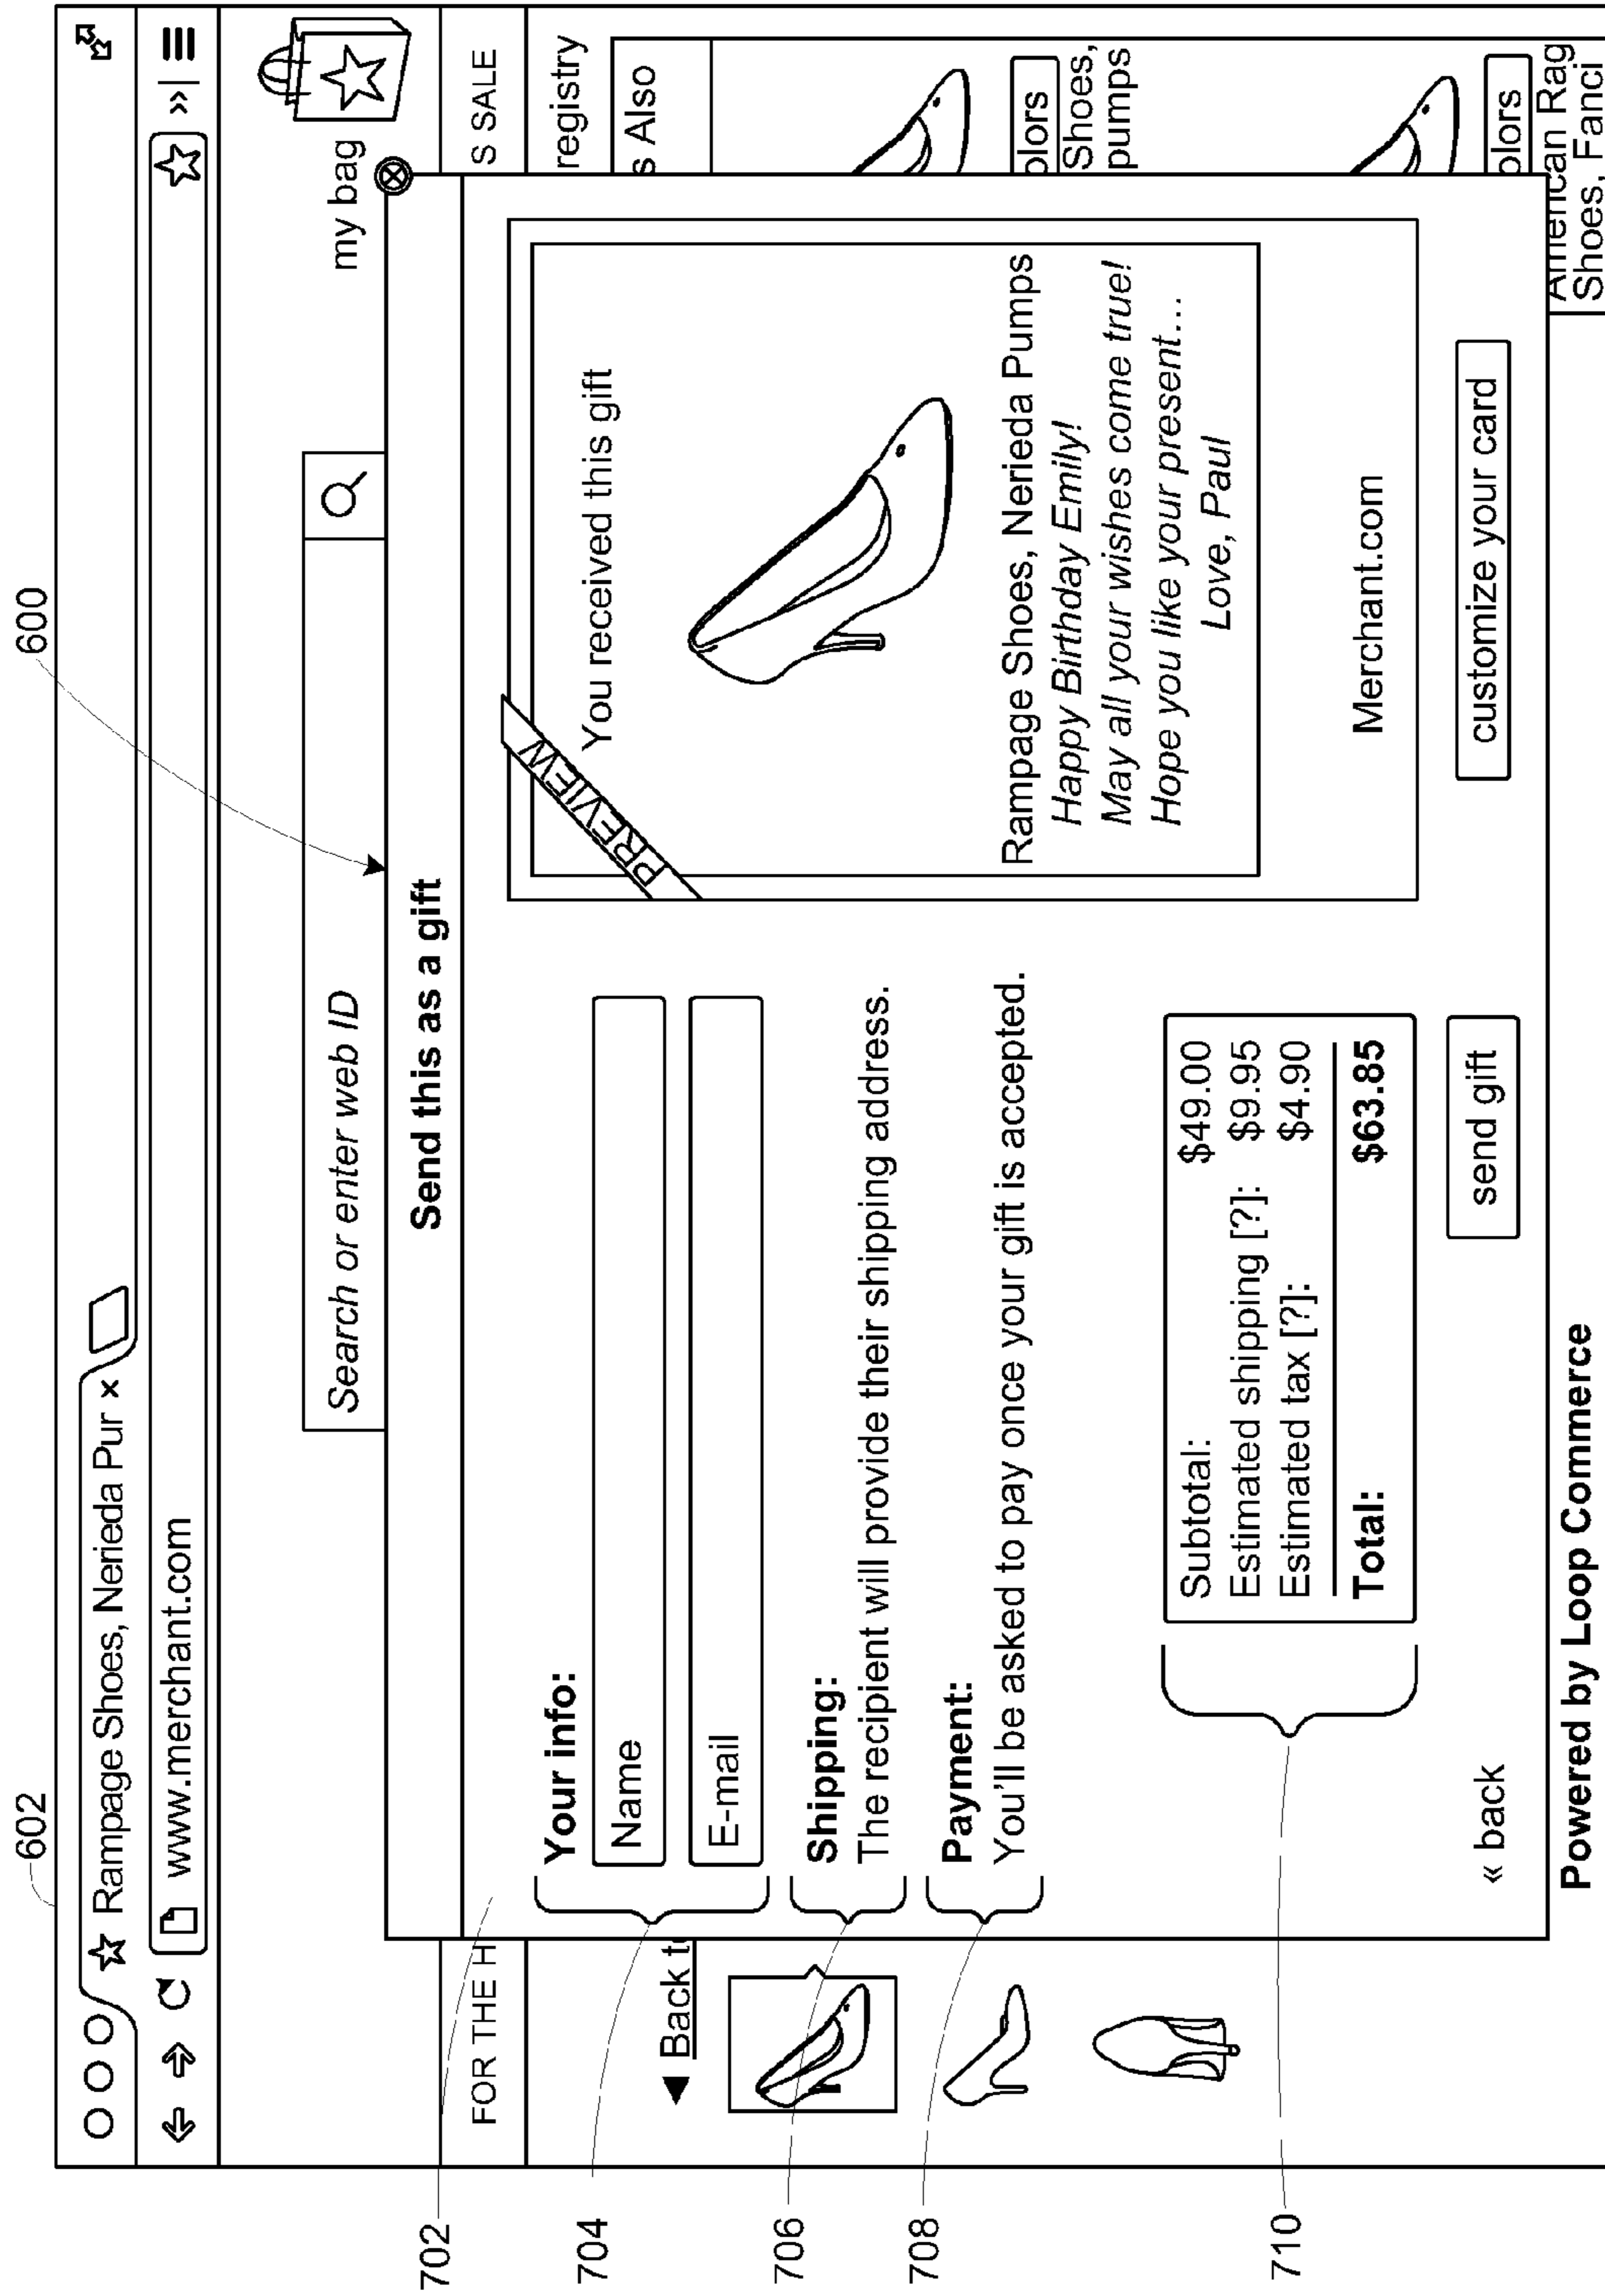 600
602
☆ Rampage Shoes, Nerieda Pur ×
www.merchant.com
»|
my bag
Search or enter web ID
FOR THE H
S SALE
registry
s Also
◀ Back t
Send this as a gift
702
704
706
708
710
Your info:
Name
E-mail
Shipping:
The recipient will provide their shipping address.
Payment:
You'll be asked to pay once your gift is accepted.
Subtotal: $49.00
Estimated shipping [?]: $9.95
Estimated tax [?]: $4.90
Total: $63.85
« back
send gift
PREVIEW
You received this gift
Rampage Shoes, Nerieda Pumps
Happy Birthday Emily!
May all your wishes come true!
Hope you like your present…
Love, Paul
Merchant.com
customize your card
olors
Shoes,
pumps
olors
American Rag
Shoes, Fanci
Powered by Loop Commerce